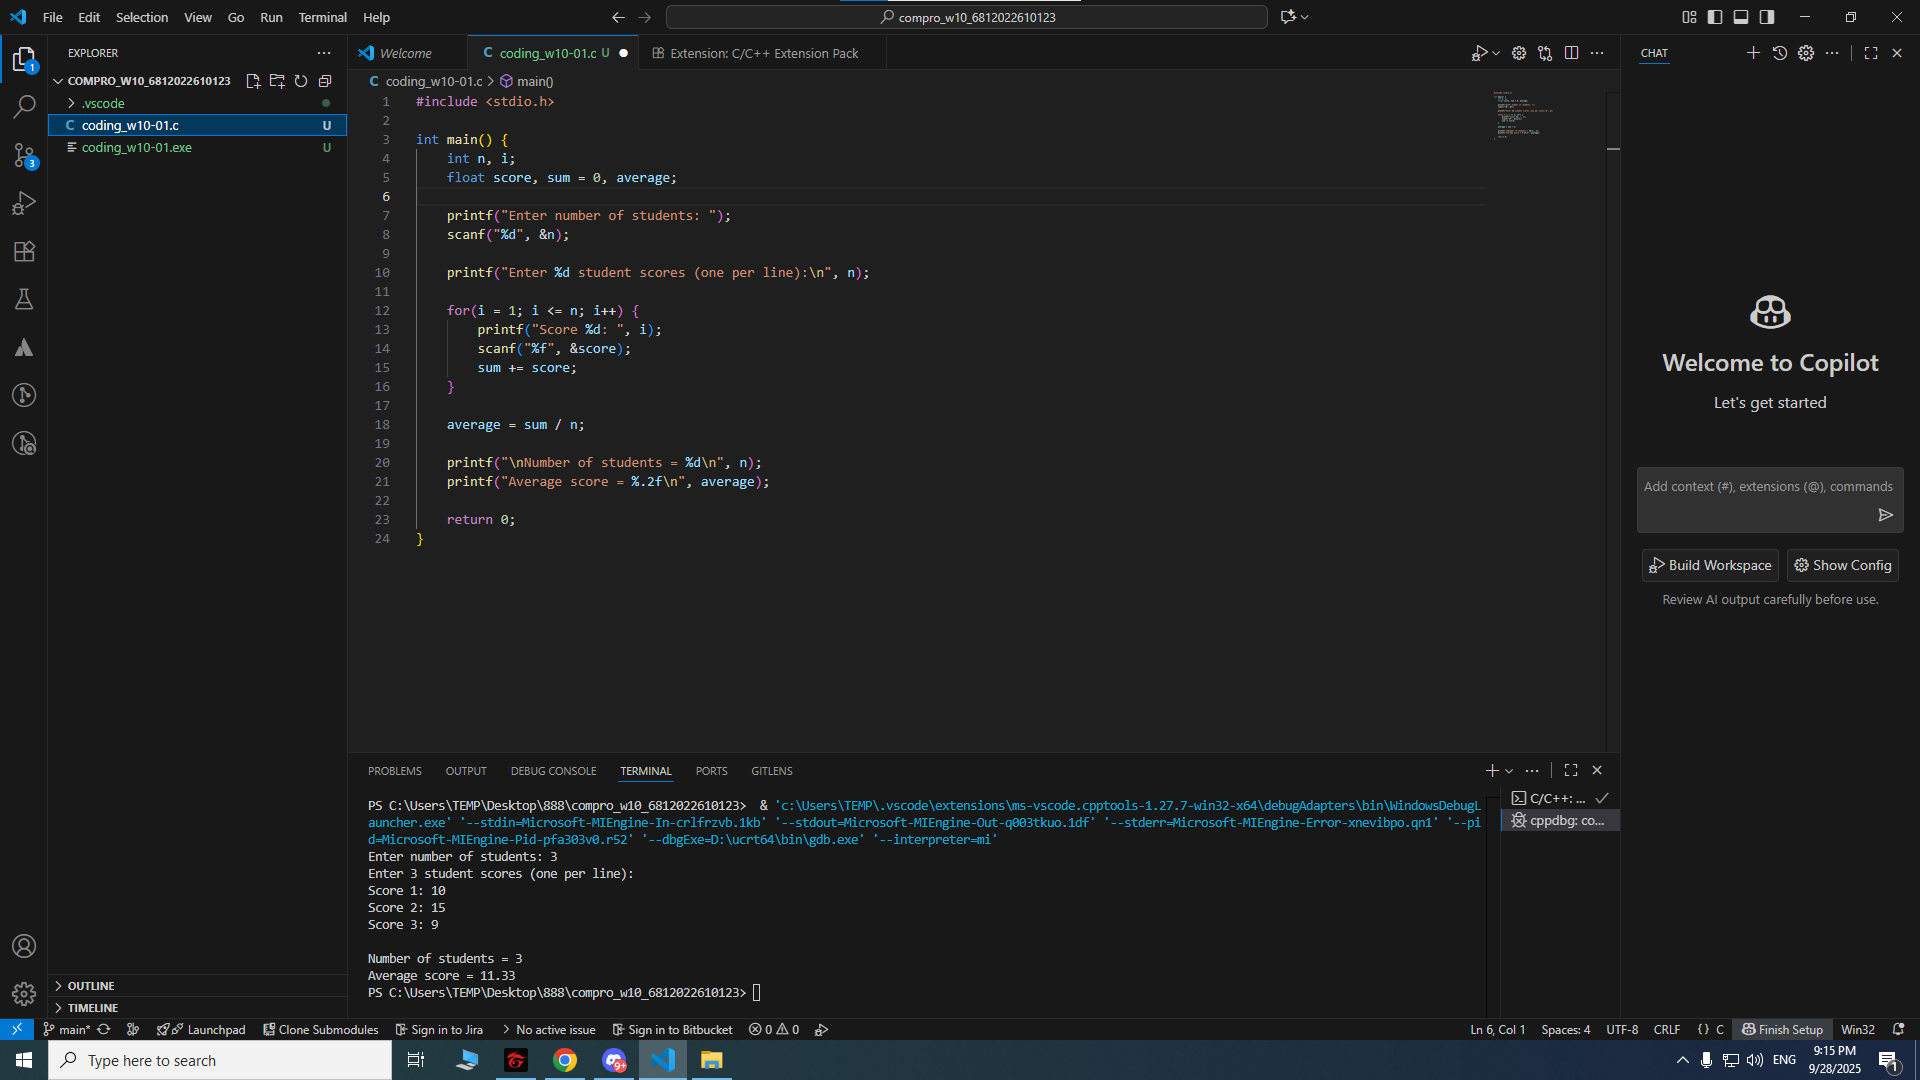 File Edit Selection View Go Run Terminal Help
compro_w10_6812022610123
EXPLORER
COMPRO_W10_6812022610123
.vscode
coding_w10-01.c U
coding_w10-01.exe U
OUTLINE
TIMELINE
1
3
Welcome
coding_w10-01.c U
Extension: C/C++ Extension Pack
coding_w10-01.c > main()
1 #include <stdio.h>
2
3 int main() {
4 int n, i;
5 float score, sum = 0, average;
6
7 printf("Enter number of students: ");
8 scanf("%d", &n);
9
10 printf("Enter %d student scores (one per line):\n", n);
11
12 for(i = 1; i <= n; i++) {
13 printf("Score %d: ", i);
14 scanf("%f", &score);
15 sum += score;
16 }
17
18 average = sum / n;
19
20 printf("\nNumber of students = %d\n", n);
21 printf("Average score = %.2f\n", average);
22
23 return 0;
24 }
PROBLEMS OUTPUT DEBUG CONSOLE TERMINAL PORTS GITLENS
PS C:\Users\TEMP\Desktop\888\compro_w10_6812022610123> & 'c:\Users\TEMP\.vscode\extensions\ms-vscode.cpptools-1.27.7-win32-x64\debugAdapters\bin\WindowsDebugL
auncher.exe' '--stdin=Microsoft-MIEngine-In-crlfrzvb.1kb' '--stdout=Microsoft-MIEngine-Out-q003tkuo.1df' '--stderr=Microsoft-MIEngine-Error-xnevibpo.qn1' '--pi
d=Microsoft-MIEngine-Pid-pfa303v0.r52' '--dbgExe=D:\ucrt64\bin\gdb.exe' '--interpreter=mi'
Enter number of students: 3
Enter 3 student scores (one per line):
Score 1: 10
Score 2: 15
Score 3: 9
Number of students = 3
Average score = 11.33
PS C:\Users\TEMP\Desktop\888\compro_w10_6812022610123>
C/C++: ...
cppdbg: co...
CHAT
Welcome to Copilot
Let's get started
Add context (#), extensions (@), commands
Build Workspace Show Config
Review AI output carefully before use.
main* Launchpad Clone Submodules Sign in to Jira No active issue Sign in to Bitbucket 0 0
Ln 6, Col 1 Spaces: 4 UTF-8 CRLF {} C Finish Setup Win32
Type here to search
9+
ENG
9:15 PM
9/28/2025
1